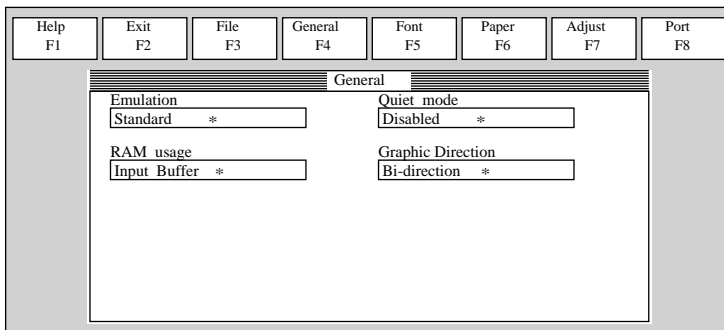 Help Exit File General Font Paper Adjust Port
F1 F2 F3 F4 F5 F6 F7 F8
General
Emulation Quiet mode
Standard * Disabled *
RAM usage Graphic Direction
Input Buffer * Bi-direction *